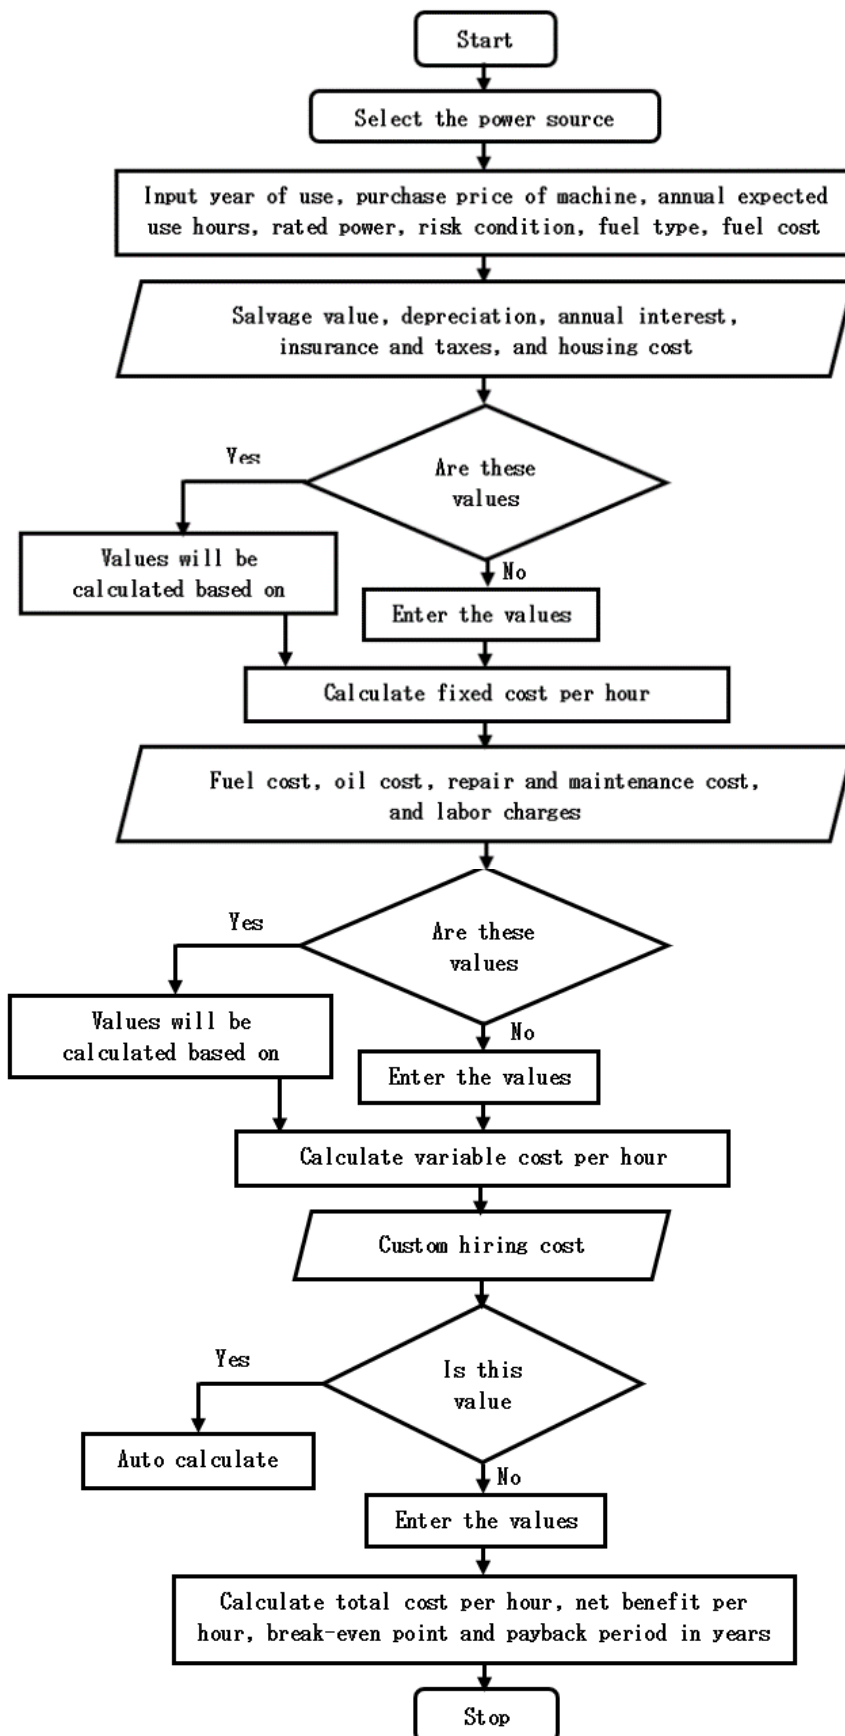 Start
Select the power source
Input year of use, purchase price of machine, annual expected
use hours, rated power, risk condition, fuel type, fuel cost
Salvage value, depreciation, annual interest,
insurance and taxes, and housing cost
Yes
Are these
values
Values will be
calculated based on
No
Enter the values
Calculate fixed cost per hour
Fuel cost, oil cost, repair and maintenance cost,
and labor charges
Yes
Are these
values
Values will be
calculated based on
No
Enter the values
Calculate variable cost per hour
Custom hiring cost
Yes
Is this
value
Auto calculate
No
Enter the values
Calculate total cost per hour, net benefit per
hour, break-even point and payback period in years
Stop